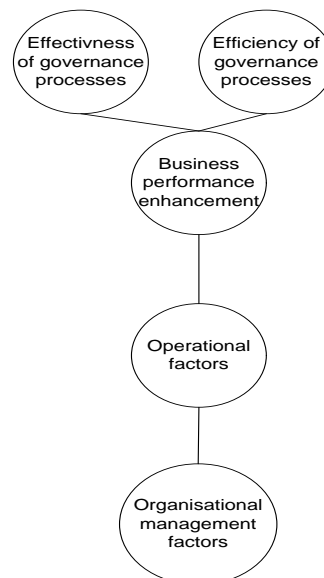 Effectivness
of governance
processes
Efficiency of
governance
processes
Business
performance
enhancement
Operational
factors
Organisational
management
factors